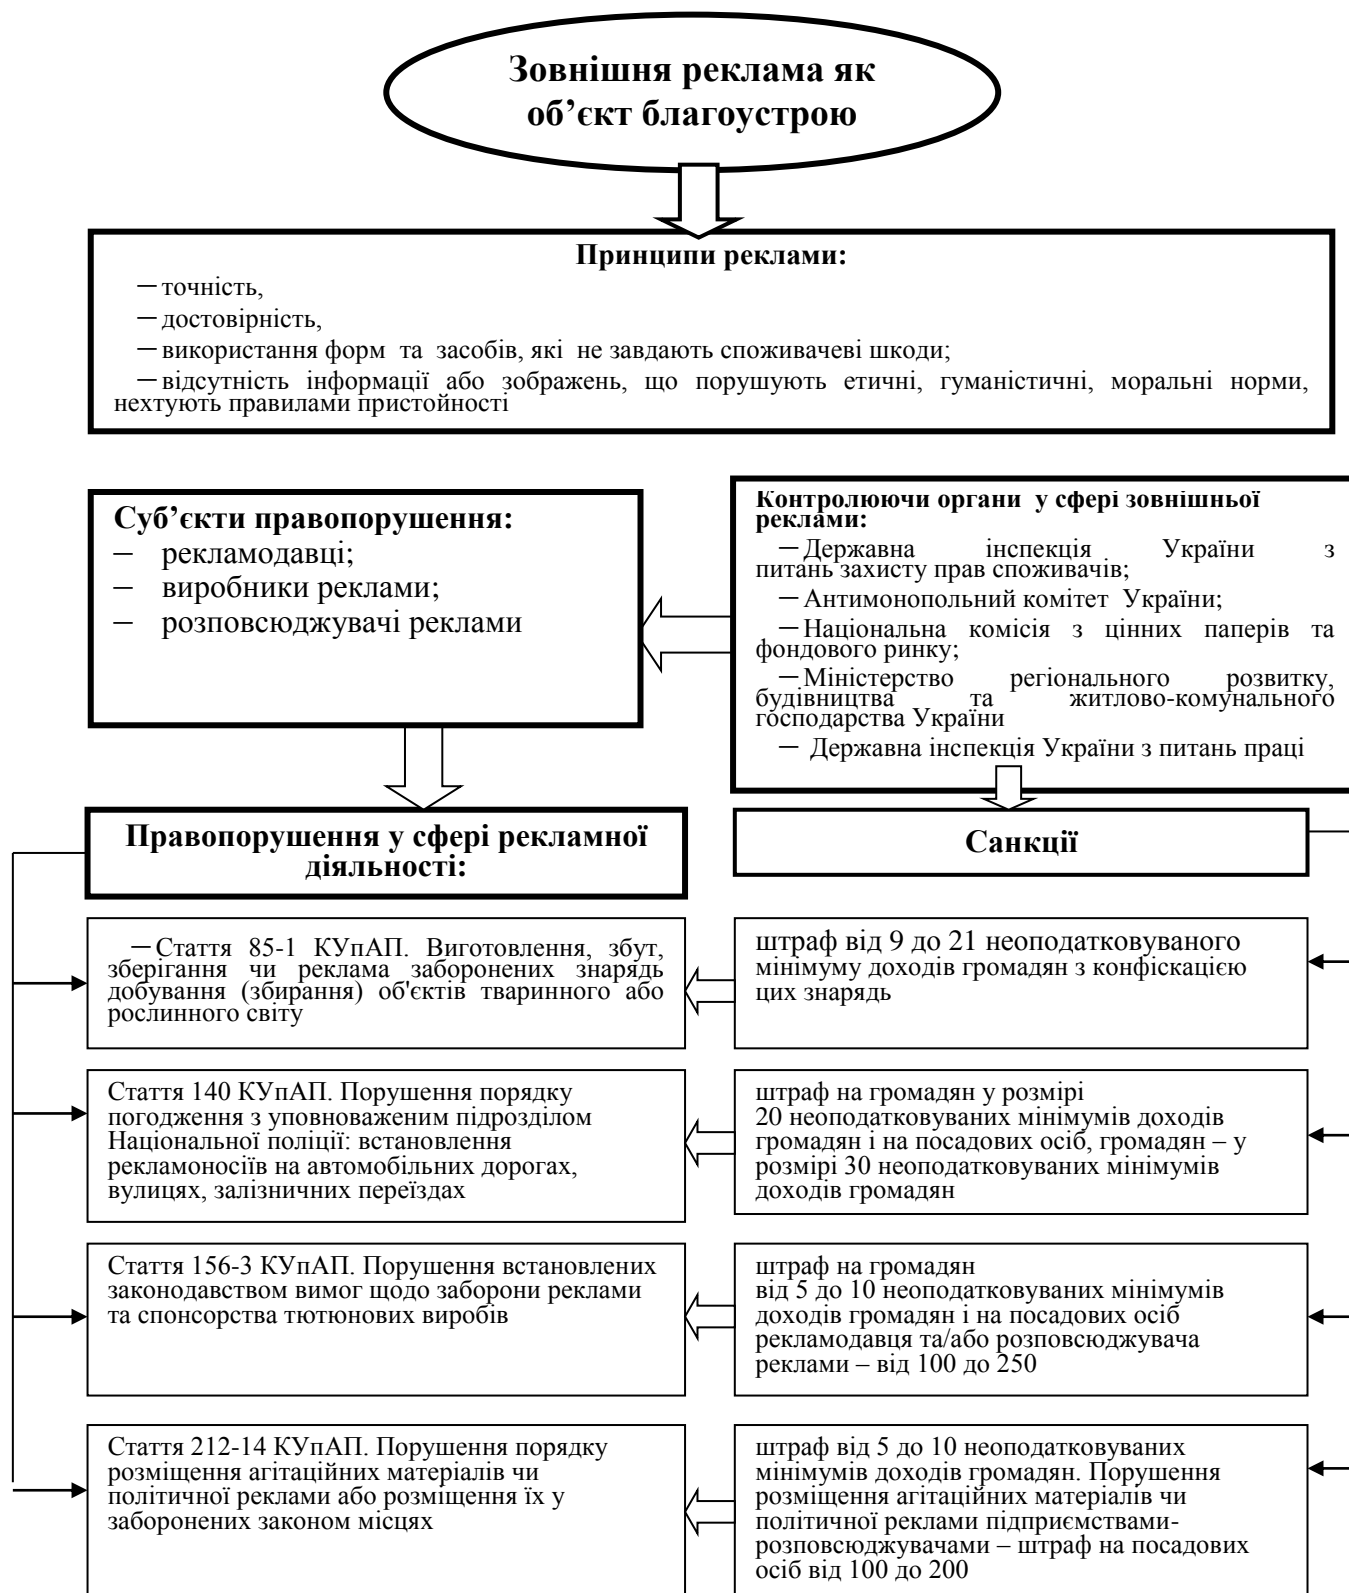 Зовнішня реклама як
об’єкт благоустрою
Принципи реклами:
— точність,
— достовірність,
— використання форм та засобів, які не завдають споживачеві шкоди;
— відсутність інформації або зображень, що порушують етичні, гуманістичні, моральні норми,
нехтують правилами пристойності
Суб’єкти правопорушення:
– рекламодавці;
– виробники реклами;
– розповсюджувачі реклами
Контролюючи органи у сфері зовнішньої
реклами:
— Державна інспекція України з
питань захисту прав споживачів;
— Антимонопольний комітет України;
— Національна комісія з цінних паперів та
фондового ринку;
— Міністерство регіонального розвитку,
будівництва та житлово-комунального
господарства України
— Державна інспекція України з питань праці
Правопорушення у сфері рекламної
діяльності:
Санкції
— Стаття 85-1 КУпАП. Виготовлення, збут,
зберігання чи реклама заборонених знарядь
добування (збирання) об'єктів тваринного або
рослинного світу
штраф від 9 до 21 неоподатковуваного
мінімуму доходів громадян з конфіскацією
цих знарядь
Стаття 140 КУпАП. Порушення порядку
погодження з уповноваженим підрозділом
Національної поліції: встановлення
рекламоносіїв на автомобільних дорогах,
вулицях, залізничних переїздах
штраф на громадян у розмірі
20 неоподатковуваних мінімумів доходів
громадян і на посадових осіб, громадян – у
розмірі 30 неоподатковуваних мінімумів
доходів громадян
Стаття 156-3 КУпАП. Порушення встановлених
законодавством вимог щодо заборони реклами
та спонсорства тютюнових виробів
штраф на громадян
від 5 до 10 неоподатковуваних мінімумів
доходів громадян і на посадових осіб
рекламодавця та/або розповсюджувача
реклами – від 100 до 250
Стаття 212-14 КУпАП. Порушення порядку
розміщення агітаційних матеріалів чи
політичної реклами або розміщення їх у
заборонених законом місцях
штраф від 5 до 10 неоподатковуваних
мінімумів доходів громадян. Порушення
розміщення агітаційних матеріалів чи
політичної реклами підприємствами-
розповсюджувачами – штраф на посадових
осіб від 100 до 200